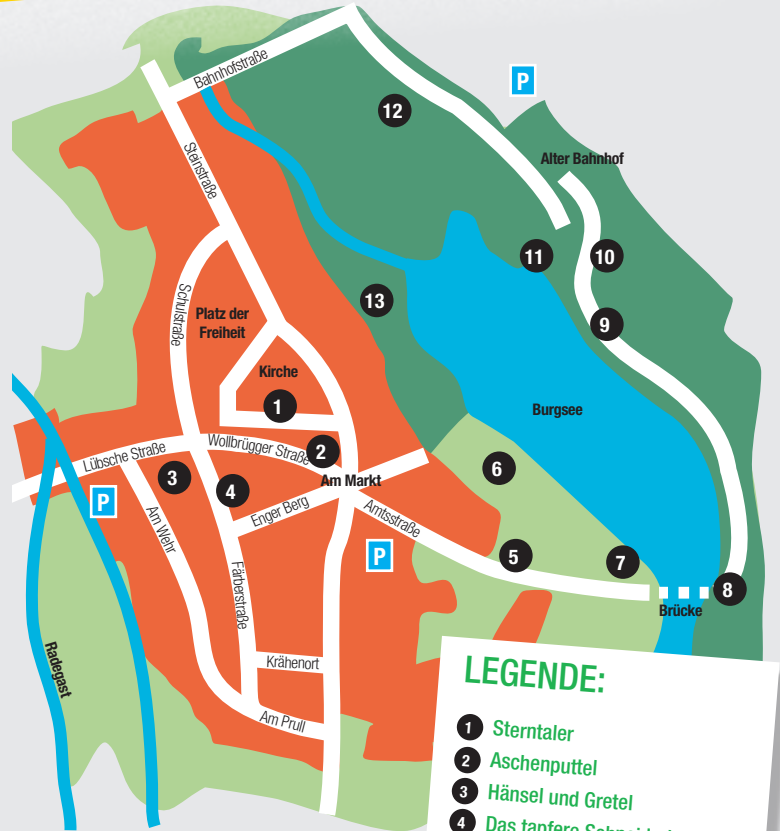 Bahnhofstraße
P
12
Alter Bahnhof
Steinstraße
11
10
13
Schulstraße
Platz der
Freiheit
9
Kirche
1
Burgsee
Wollbrügger Straße
2
Lübsche Straße
3
4
6
Am Markt
P
Enger Berg
Am Wehr
Amtsstraße
P
5
7
8
Brücke
Färberstraße
Radegast
Krähenort
Am Prull
LEGENDE:
1 Sterntaler
2 Aschenputtel
3 Hänsel und Gretel
4 Das tapfere